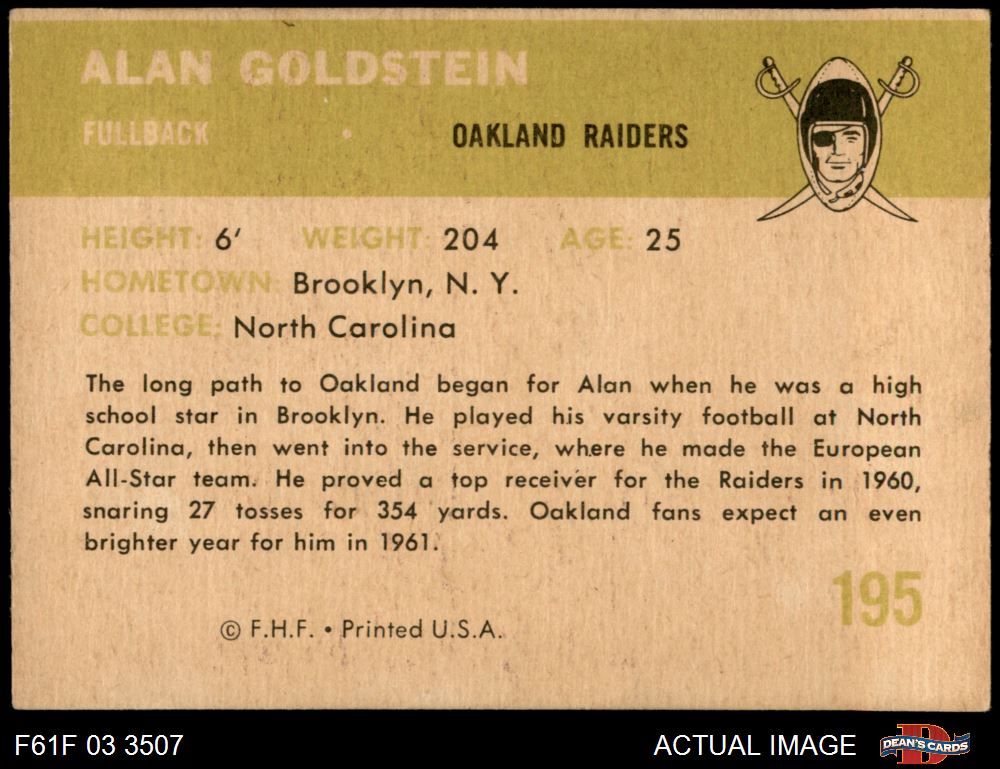 ALAN GOLDSTEIN
FULLBACK • OAKLAND RAIDERS
HEIGHT: 6' WEIGHT: 204 AGE: 25
HOMETOWN: Brooklyn, N. Y.
COLLEGE: North Carolina
The long path to Oakland began for Alan when he was a high
school star in Brooklyn. He played his varsity football at North
Carolina, then went into the service, where he made the European
All-Star team. He proved a top receiver for the Raiders in 1960,
snaring 27 tosses for 354 yards. Oakland fans expect an even
brighter year for him in 1961.
195
© F.H.F. • Printed U.S.A.
F61F 03 3507
ACTUAL IMAGE
D
DEAN'S CARDS